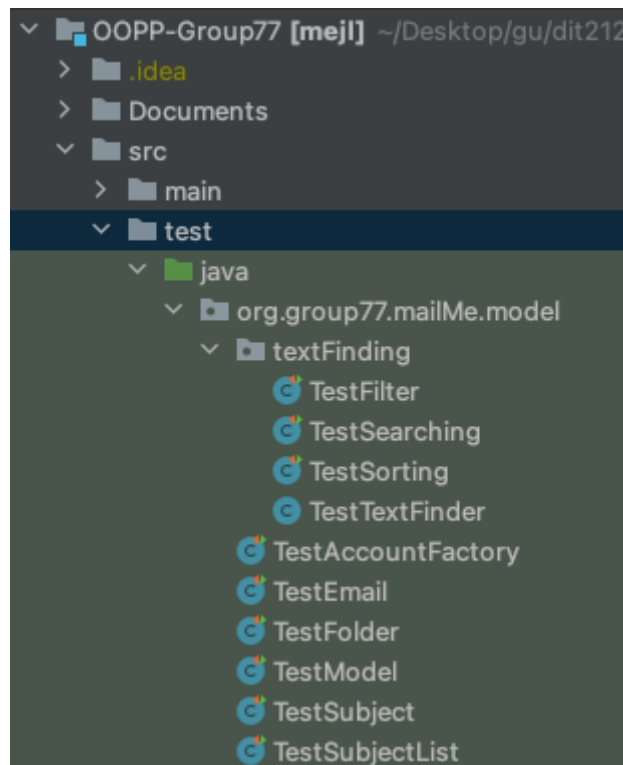 OOPP-Group77 [mejl] ~/Desktop/gu/dit212
.idea
Documents
src
main
test
java
org.group77.mailMe.model
textFinding
TestFilter
TestSearching
TestSorting
TestTextFinder
TestAccountFactory
TestEmail
TestFolder
TestModel
TestSubject
TestSubjectList